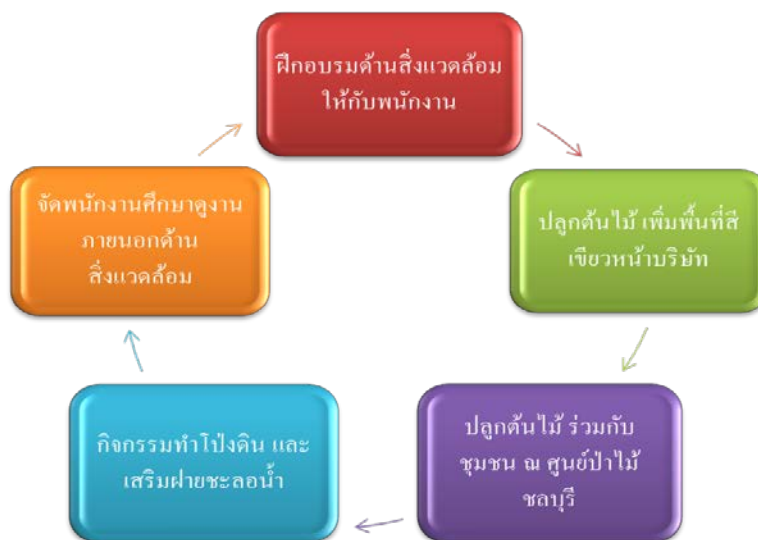 ฝึกอบรมด้านสิ่งแวดล้อม
ให้กับพนักงาน
ปลูกต้นไม้ เพิ่มพื้นที่สี
เขียวหน้าบริษัท
ปลูกต้นไม้ ร่วมกับ
ชุมชน ณ ศูนย์ป่าไม้
ชลบุรี
กิจกรรมทำโป่งดิน และ
เสริมฝายชะลอน้ำ
จัดพนักงานศึกษาดูงาน
ภายนอกด้าน
สิ่งแวดล้อม